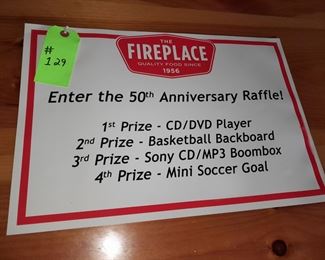 #
129
THE
FIREPLACE
QUALITY FOOD SINCE
1956
Enter the 50th Anniversary Raffle!
1st Prize - CD/DVD Player
2nd Prize - Basketball Backboard
3rd Prize - Sony CD/MP3 Boombox
4th Prize - Mini Soccer Goal